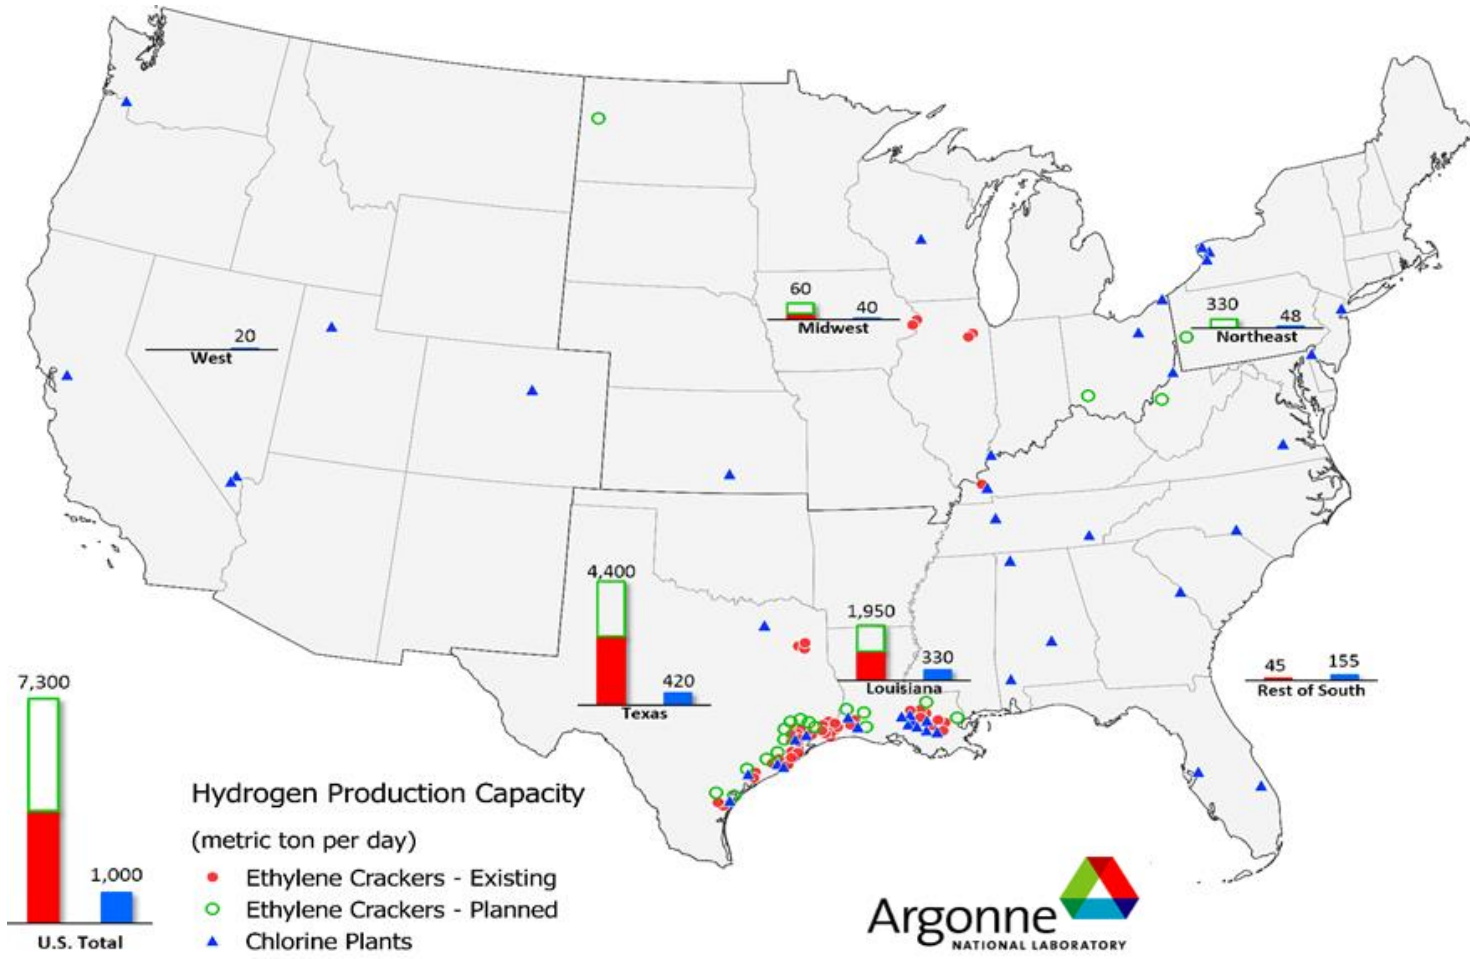 60
40
Midwest
330
48
Northeast
20
West
4,400
420
Texas
1,950
330
Louisiana
45
155
Rest of South
7,300
1,000
U.S. Total
Hydrogen Production Capacity
(metric ton per day)
Ethylene Crackers - Existing
Ethylene Crackers - Planned
Chlorine Plants
Argonne
NATIONAL LABORATORY